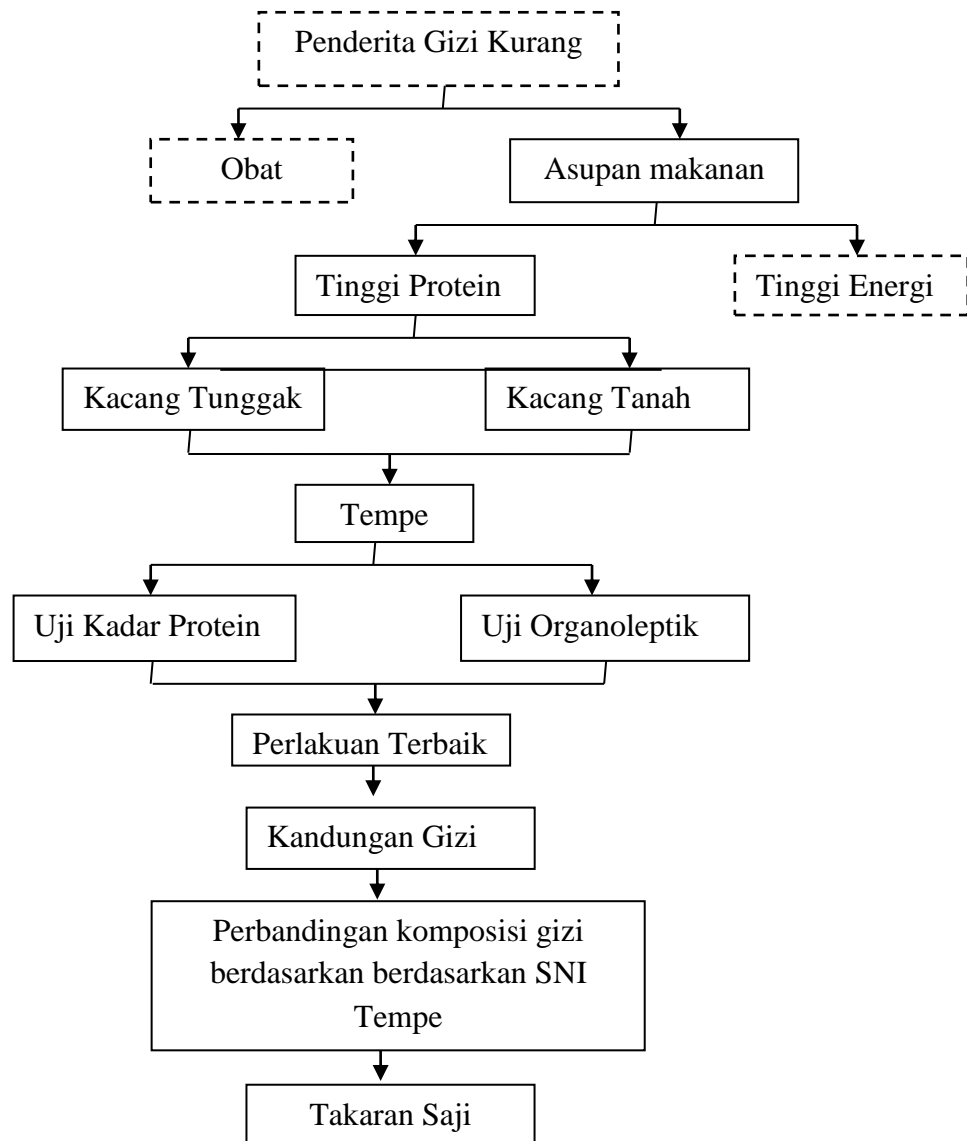 Penderita Gizi Kurang
Obat
Asupan makanan
Tinggi Protein
Tinggi Energi
Kacang Tunggak
Kacang Tanah
Tempe
Uji Kadar Protein
Uji Organoleptik
Perlakuan Terbaik
Kandungan Gizi
Perbandingan komposisi gizi
berdasarkan berdasarkan SNI
Tempe
Takaran Saji